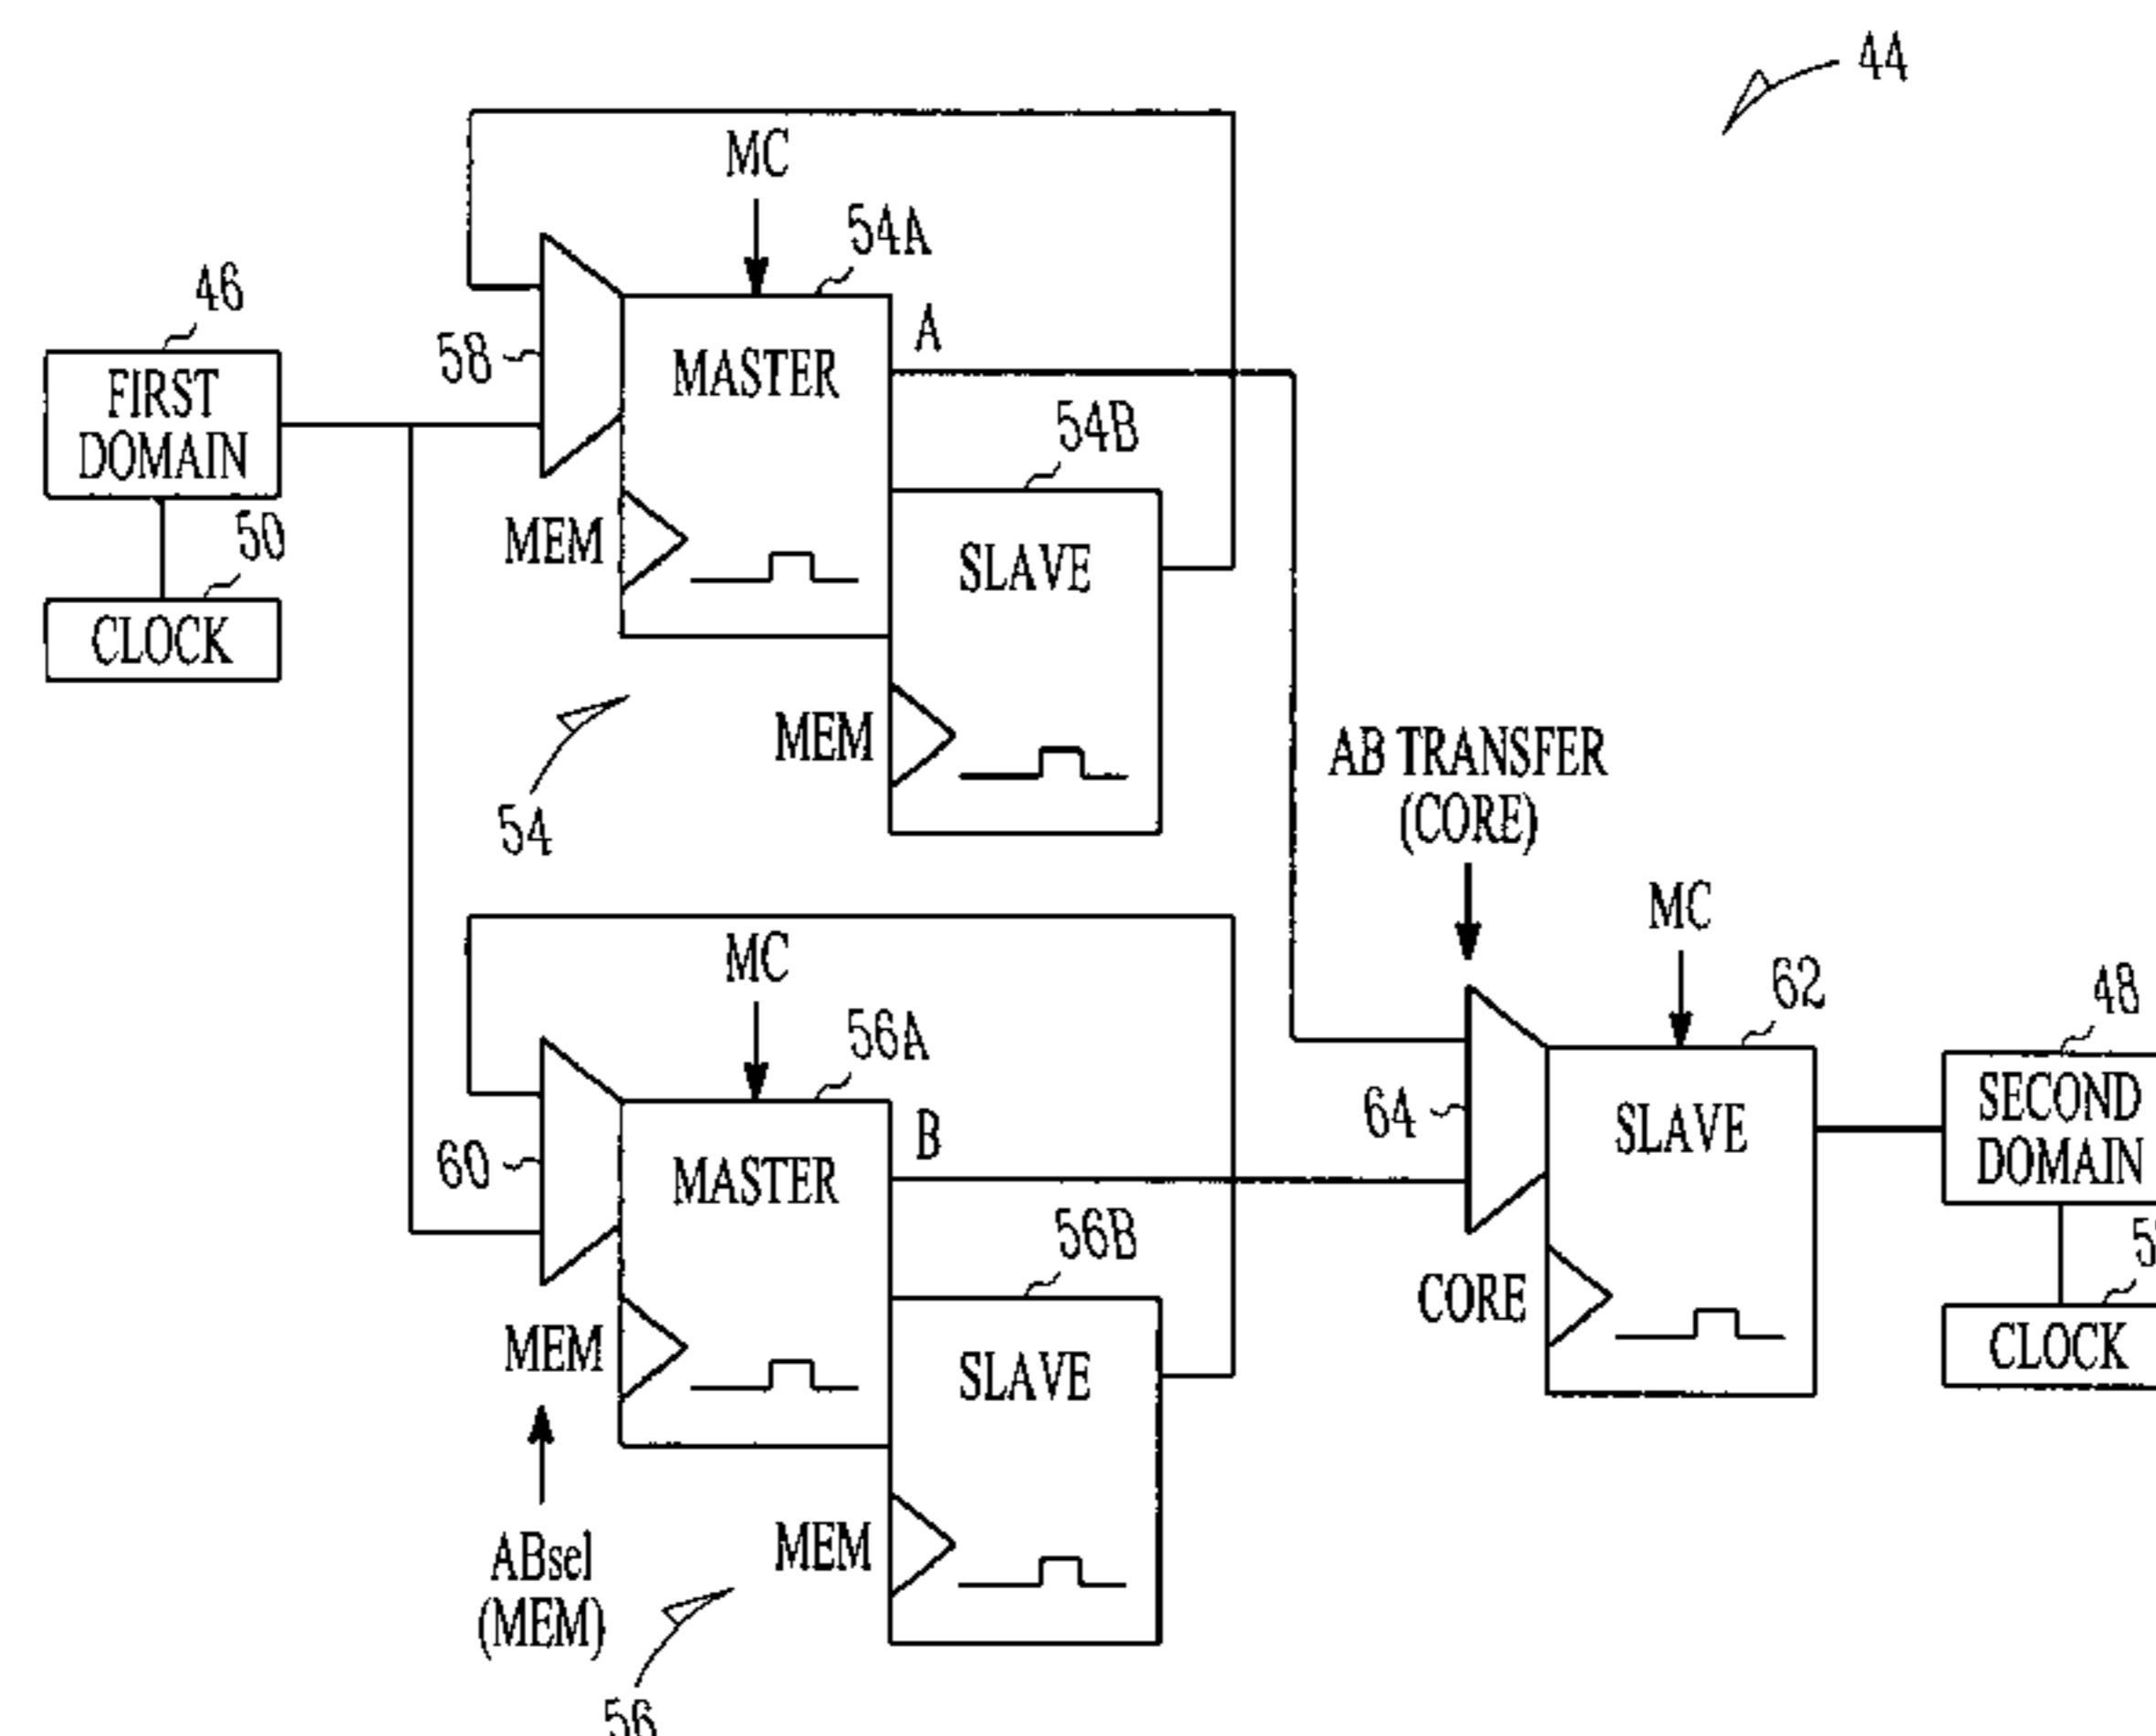 44
MC
54A
46
A
58
MASTER
FIRST
DOMAIN
54B
50
MEM
SLAVE
CLOCK
MEM
AB TRANSFER
(CORE)
54
MC
MC
62
48
56A
64
SECOND
DOMAIN
B
SLAVE
60
MASTER
56B
CORE
MEM
SLAVE
CLOCK
ABsel
(MEM)
MEM
56